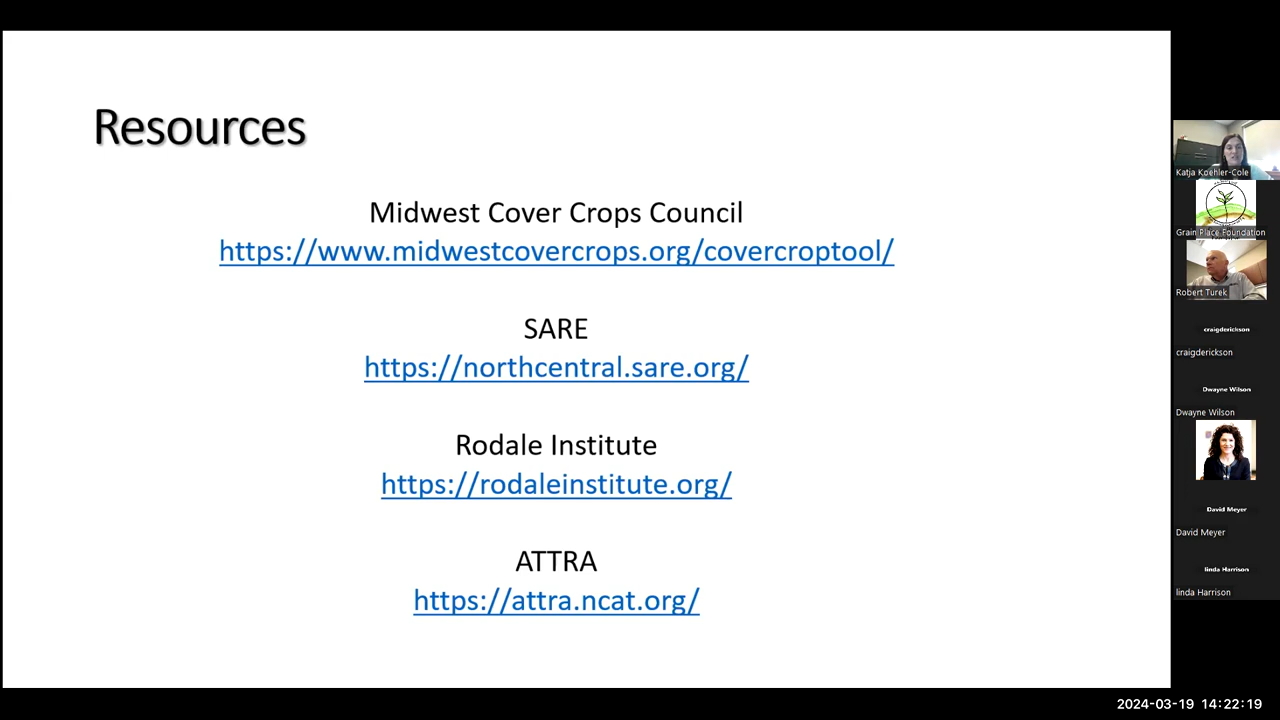 Resources
Midwest Cover Crops Council
https://www.midwestcovercrops.org/covercroptool/
SARE
https://northcentral.sare.org/
Rodale Institute
https://rodaleinstitute.org/
ATTRA
https://attra.ncat.org/
Katja Koehler-Cole
Grain Place Foundation
Robert Turek
craigderickson
craigderickson
Dwayne Wilson
Dwayne Wilson
David Meyer
David Meyer
linda Harrison
linda Harrison
2024-03-19 14:22:19